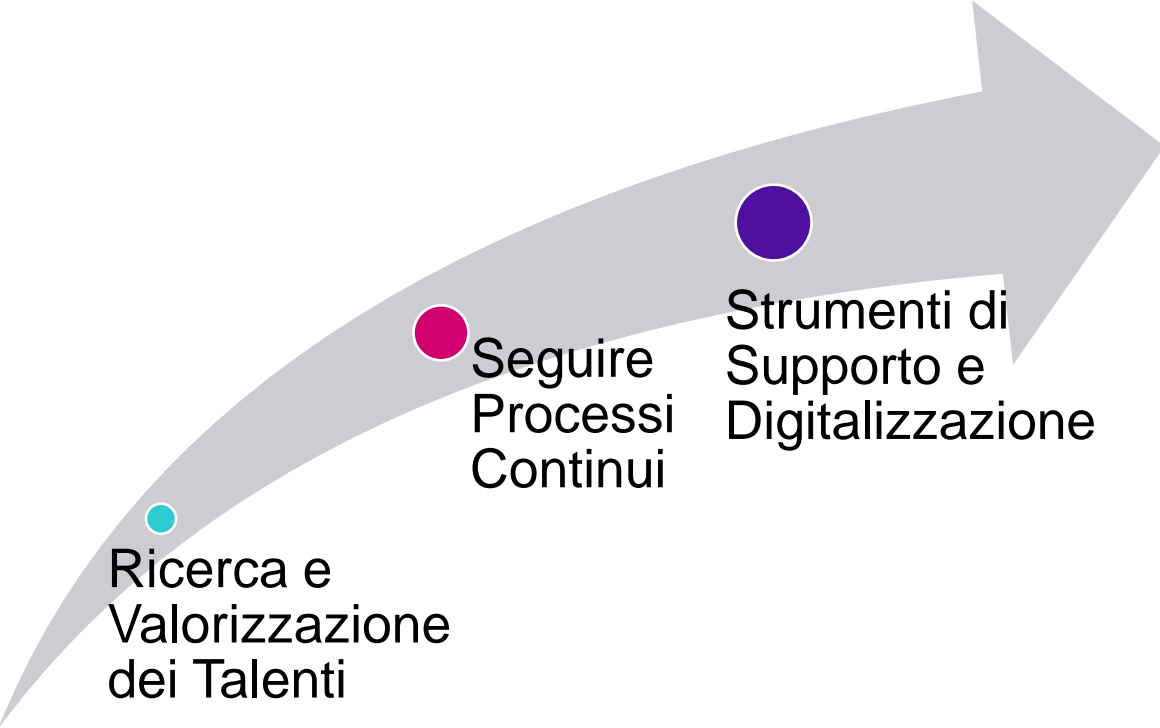 Ricerca e
Valorizzazione
dei Talenti
Seguire
Processi
Continui
Strumenti di
Supporto e
Digitalizzazione